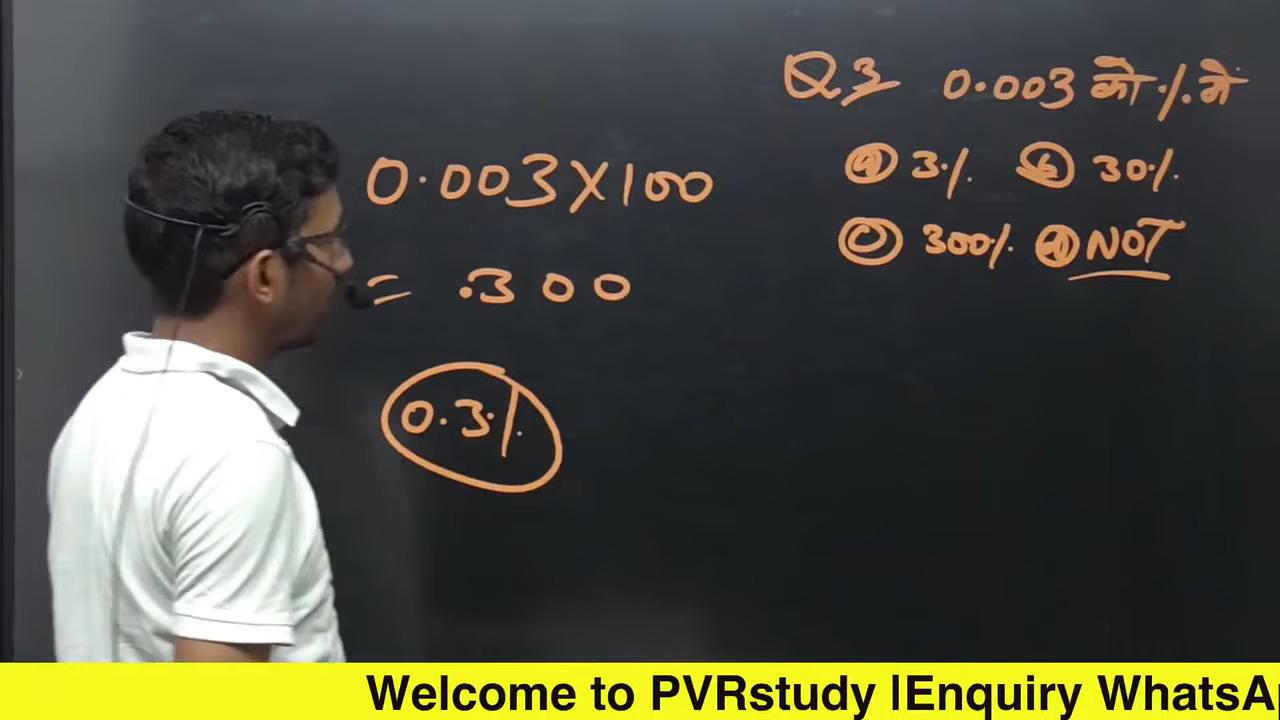 Q3 0.003 को % में
(a) 3% (b) 30%
(c) 300% (d) NOT
0.003×100
= .300
0.3%
Welcome to PVRstudy |Enquiry WhatsA